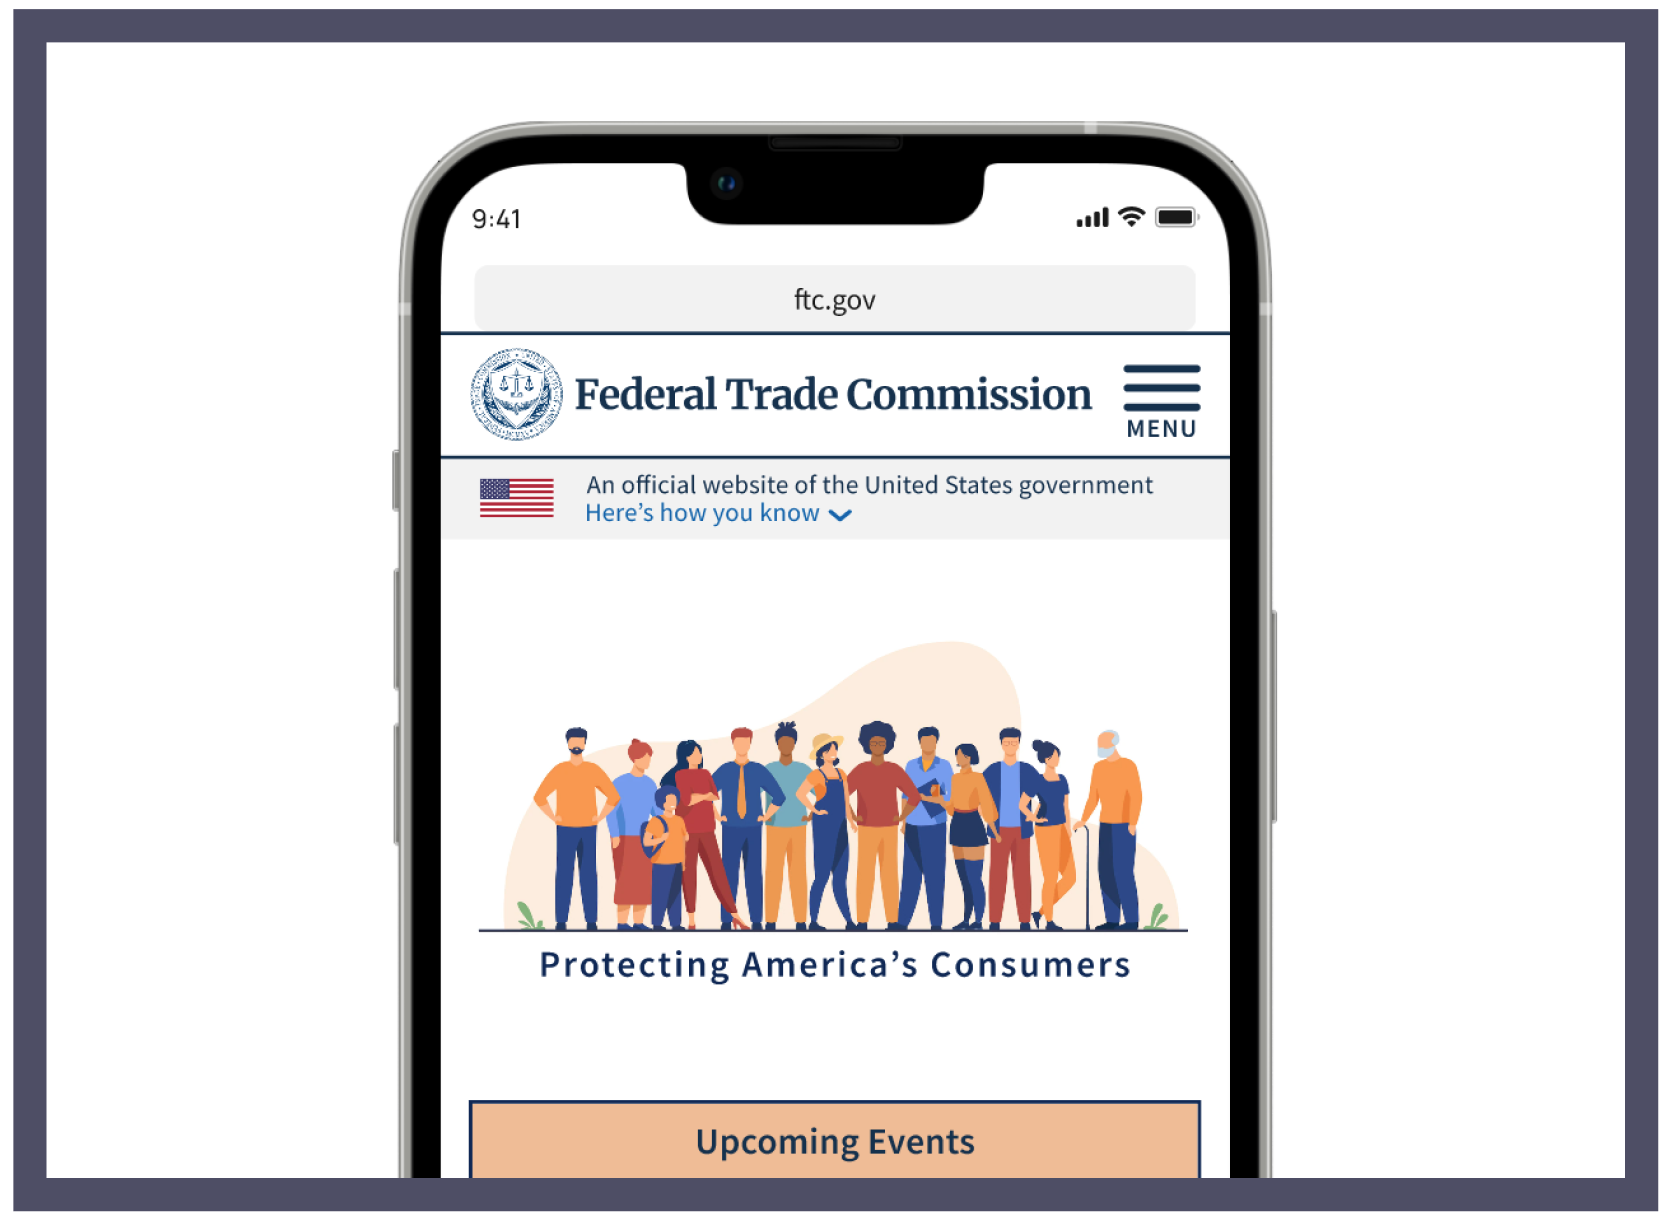 9:41
ftc.gov
Federal Trade Commission
MENU
An official website of the United States government
Here’s how you know
Protecting America’s Consumers
Upcoming Events